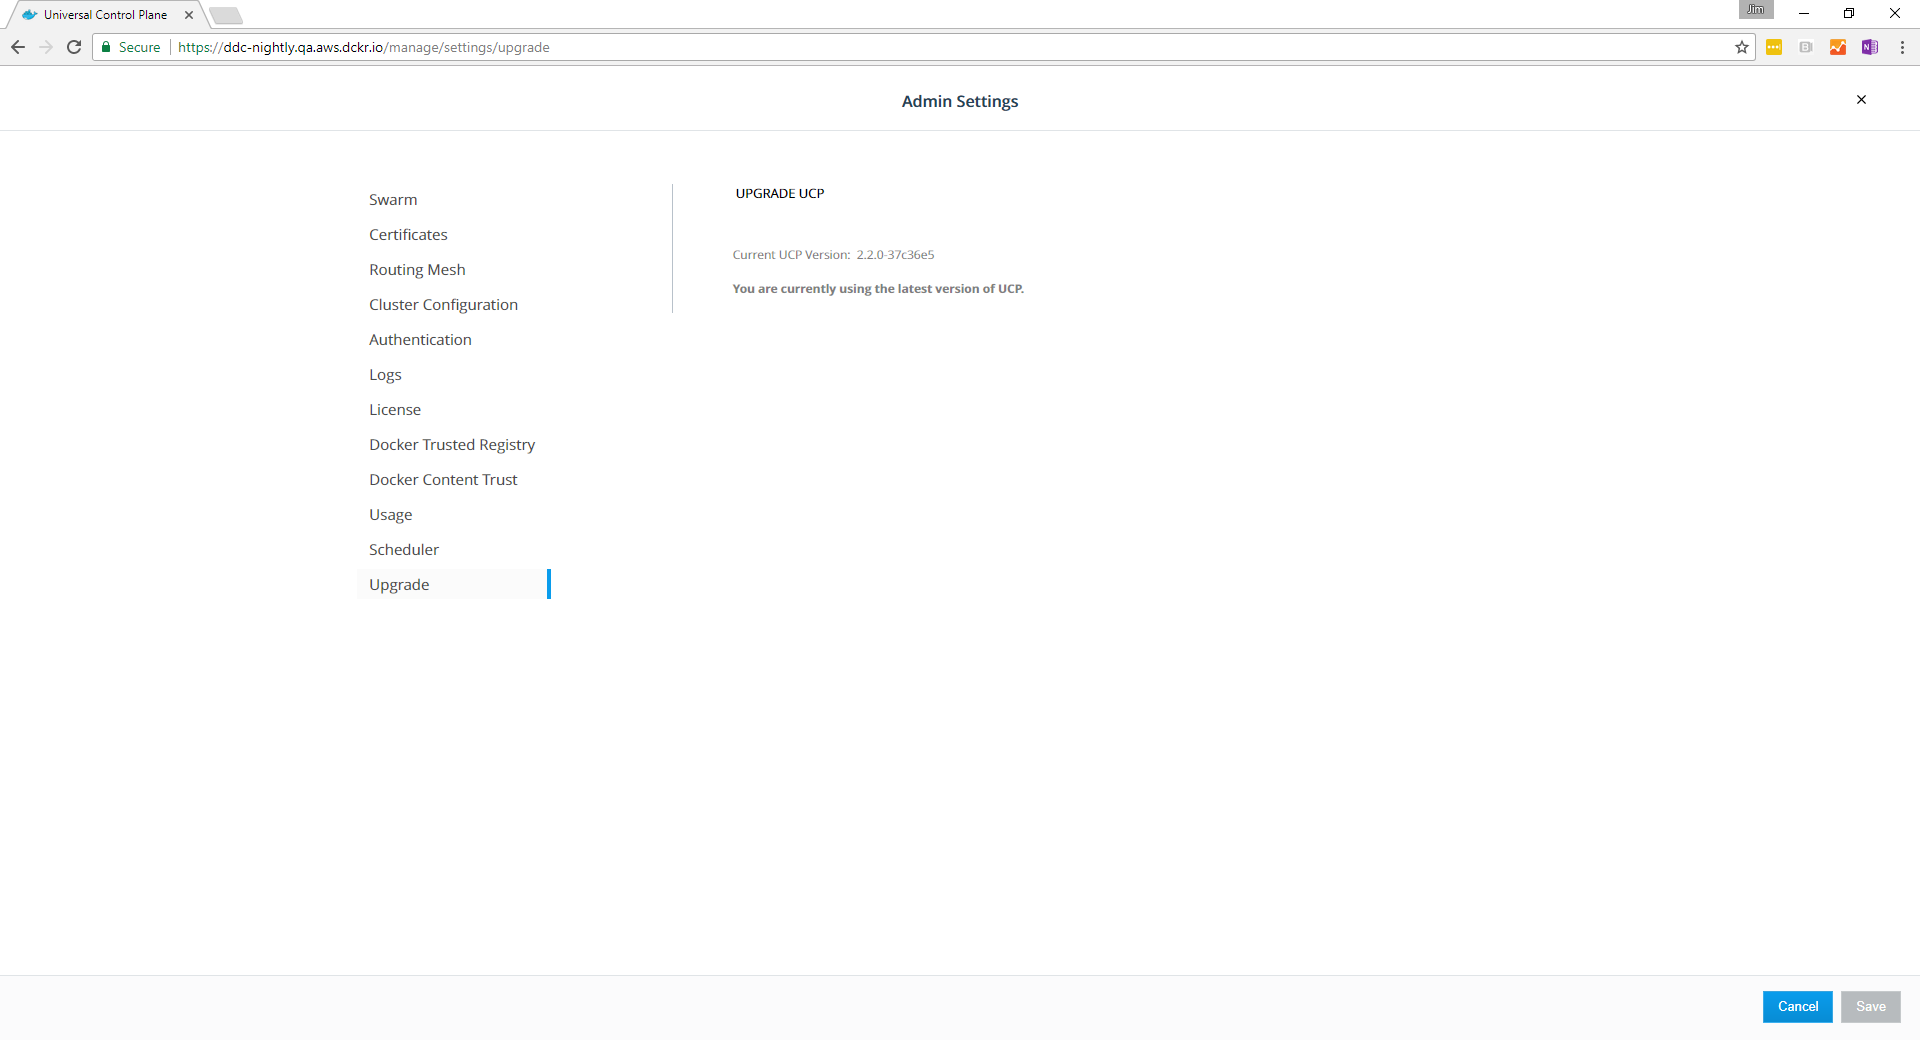 Universal Control Plane
Jim
Secure
https://ddc-nightly.qa.aws.dckr.io/manage/settings/upgrade
Admin Settings
Swarm
Certificates
Routing Mesh
Cluster Configuration
Authentication
Logs
License
Docker Trusted Registry
Docker Content Trust
Usage
Scheduler
Upgrade
UPGRADE UCP
Current UCP Version: 2.2.0-37c36e5
You are currently using the latest version of UCP.
Cancel
Save